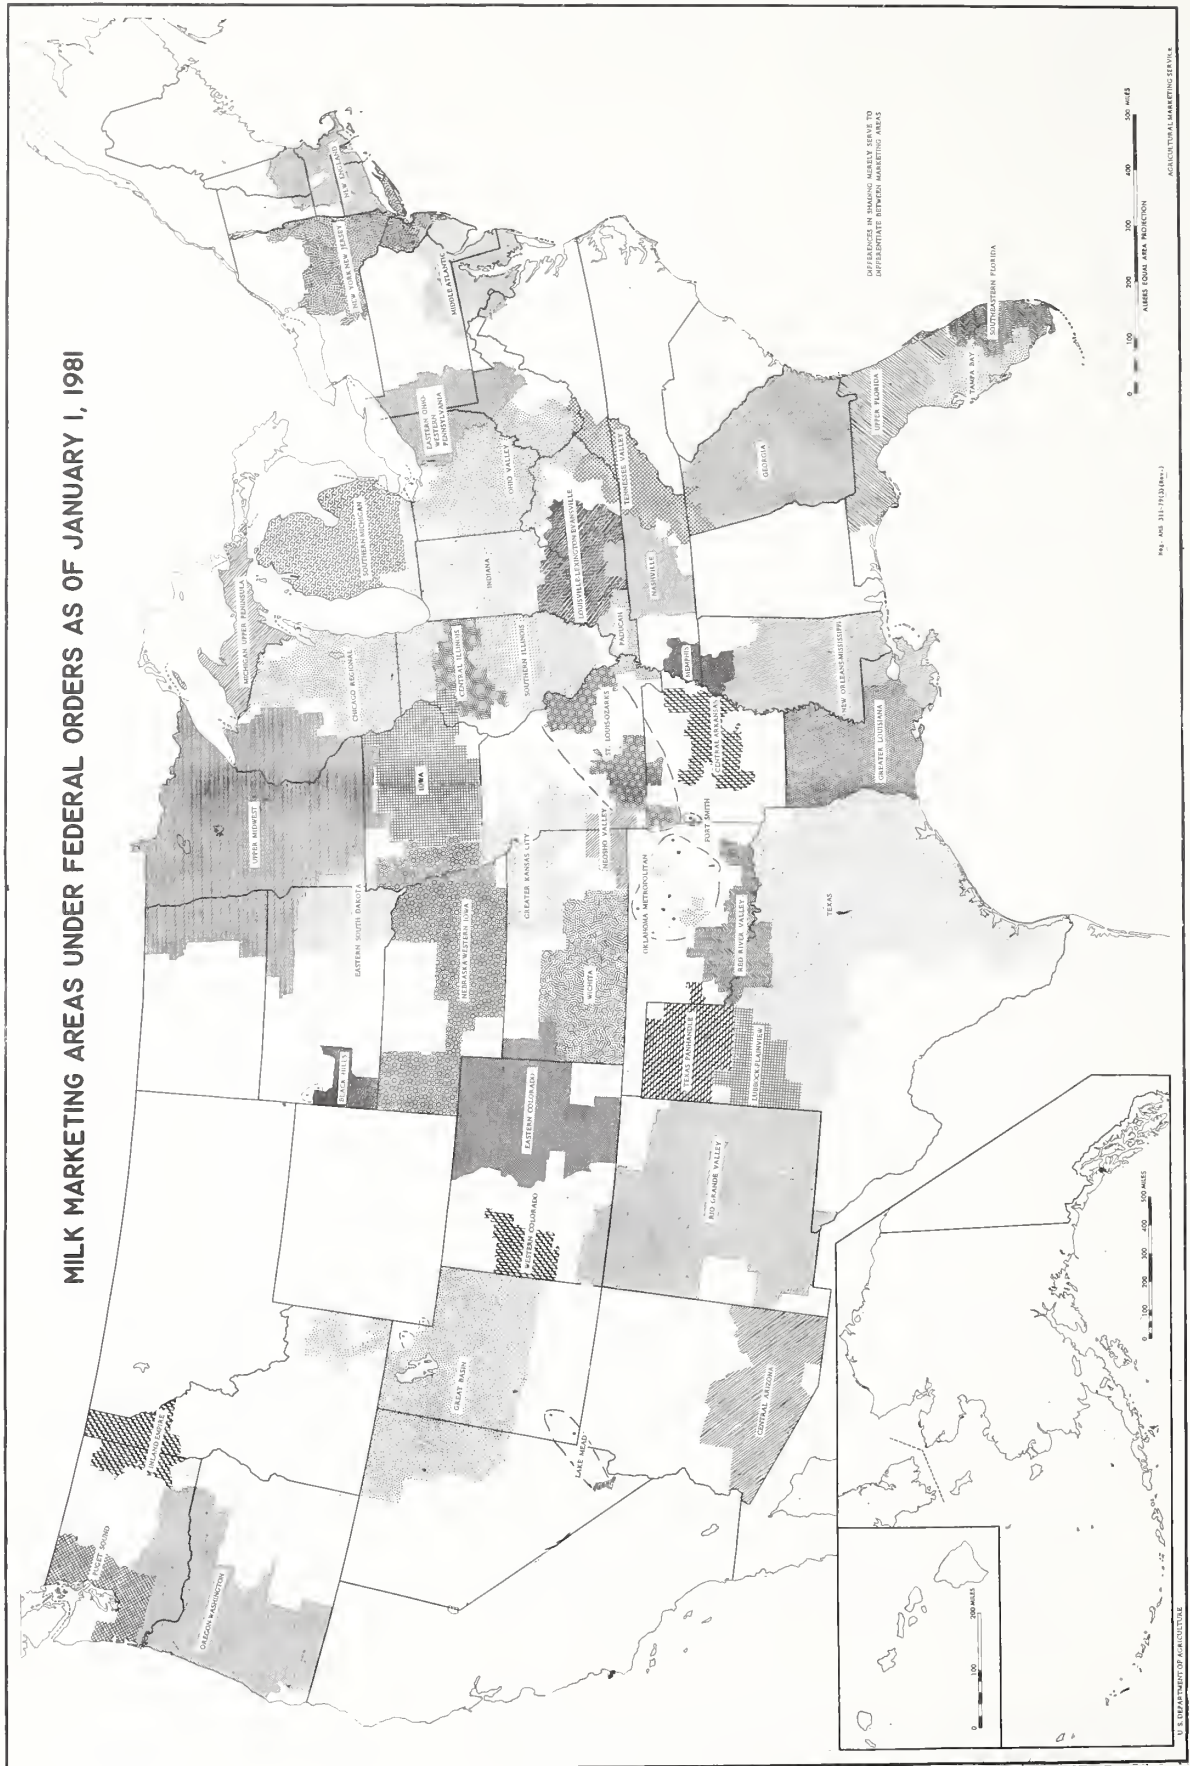 MILK MARKETING AREAS UNDER FEDERAL ORDERS AS OF JANUARY 1, 1981
PUGET SOUND
INLAND EMPIRE
OREGON-WASHINGTON
GREAT BASIN
LAKE MEAD
CENTRAL ARIZONA
WESTERN COLORADO
EASTERN COLORADO
RIO GRANDE VALLEY
BLACK HILLS
EASTERN SOUTH DAKOTA
UPPER MIDWEST
NEBRASKA-WESTERN IOWA
IOWA
GREATER KANSAS CITY
WICHITA
NEOSHO VALLEY
OKLAHOMA METROPOLITAN
TEXAS PANHANDLE
LUBBOCK-PLAINVIEW
RED RIVER VALLEY
TEXAS
FORT SMITH
CENTRAL ARKANSAS
ST. LOUIS-OZARKS
GREATER LOUISIANA
NEW ORLEANS-MISSISSIPPI
MEMPHIS
PADUCAH
NASHVILLE
MICHIGAN UPPER PENINSULA
CHICAGO REGIONAL
CENTRAL ILLINOIS
SOUTHERN ILLINOIS
SOUTHERN MICHIGAN
INDIANA
LOUISVILLE-LEXINGTON-EVANSVILLE
TENNESSEE VALLEY
OHIO VALLEY
EASTERN OHIO-
WESTERN
PENNSYLVANIA
GEORGIA
UPPER FLORIDA
TAMPA BAY
SOUTHEASTERN FLORIDA
MIDDLE ATLANTIC
NEW YORK-NEW JERSEY
NEW ENGLAND
DIFFERENCES IN SHADING MERELY SERVE TO
DIFFERENTIATE BETWEEN MARKETING AREAS
0 100 200 300 400 500 MILES
ALBERS EQUAL AREA PROJECTION
0 100 200 MILES
0 100 200 300 400 500 MILES
U.S. DEPARTMENT OF AGRICULTURE
AGRICULTURAL MARKETING SERVICE